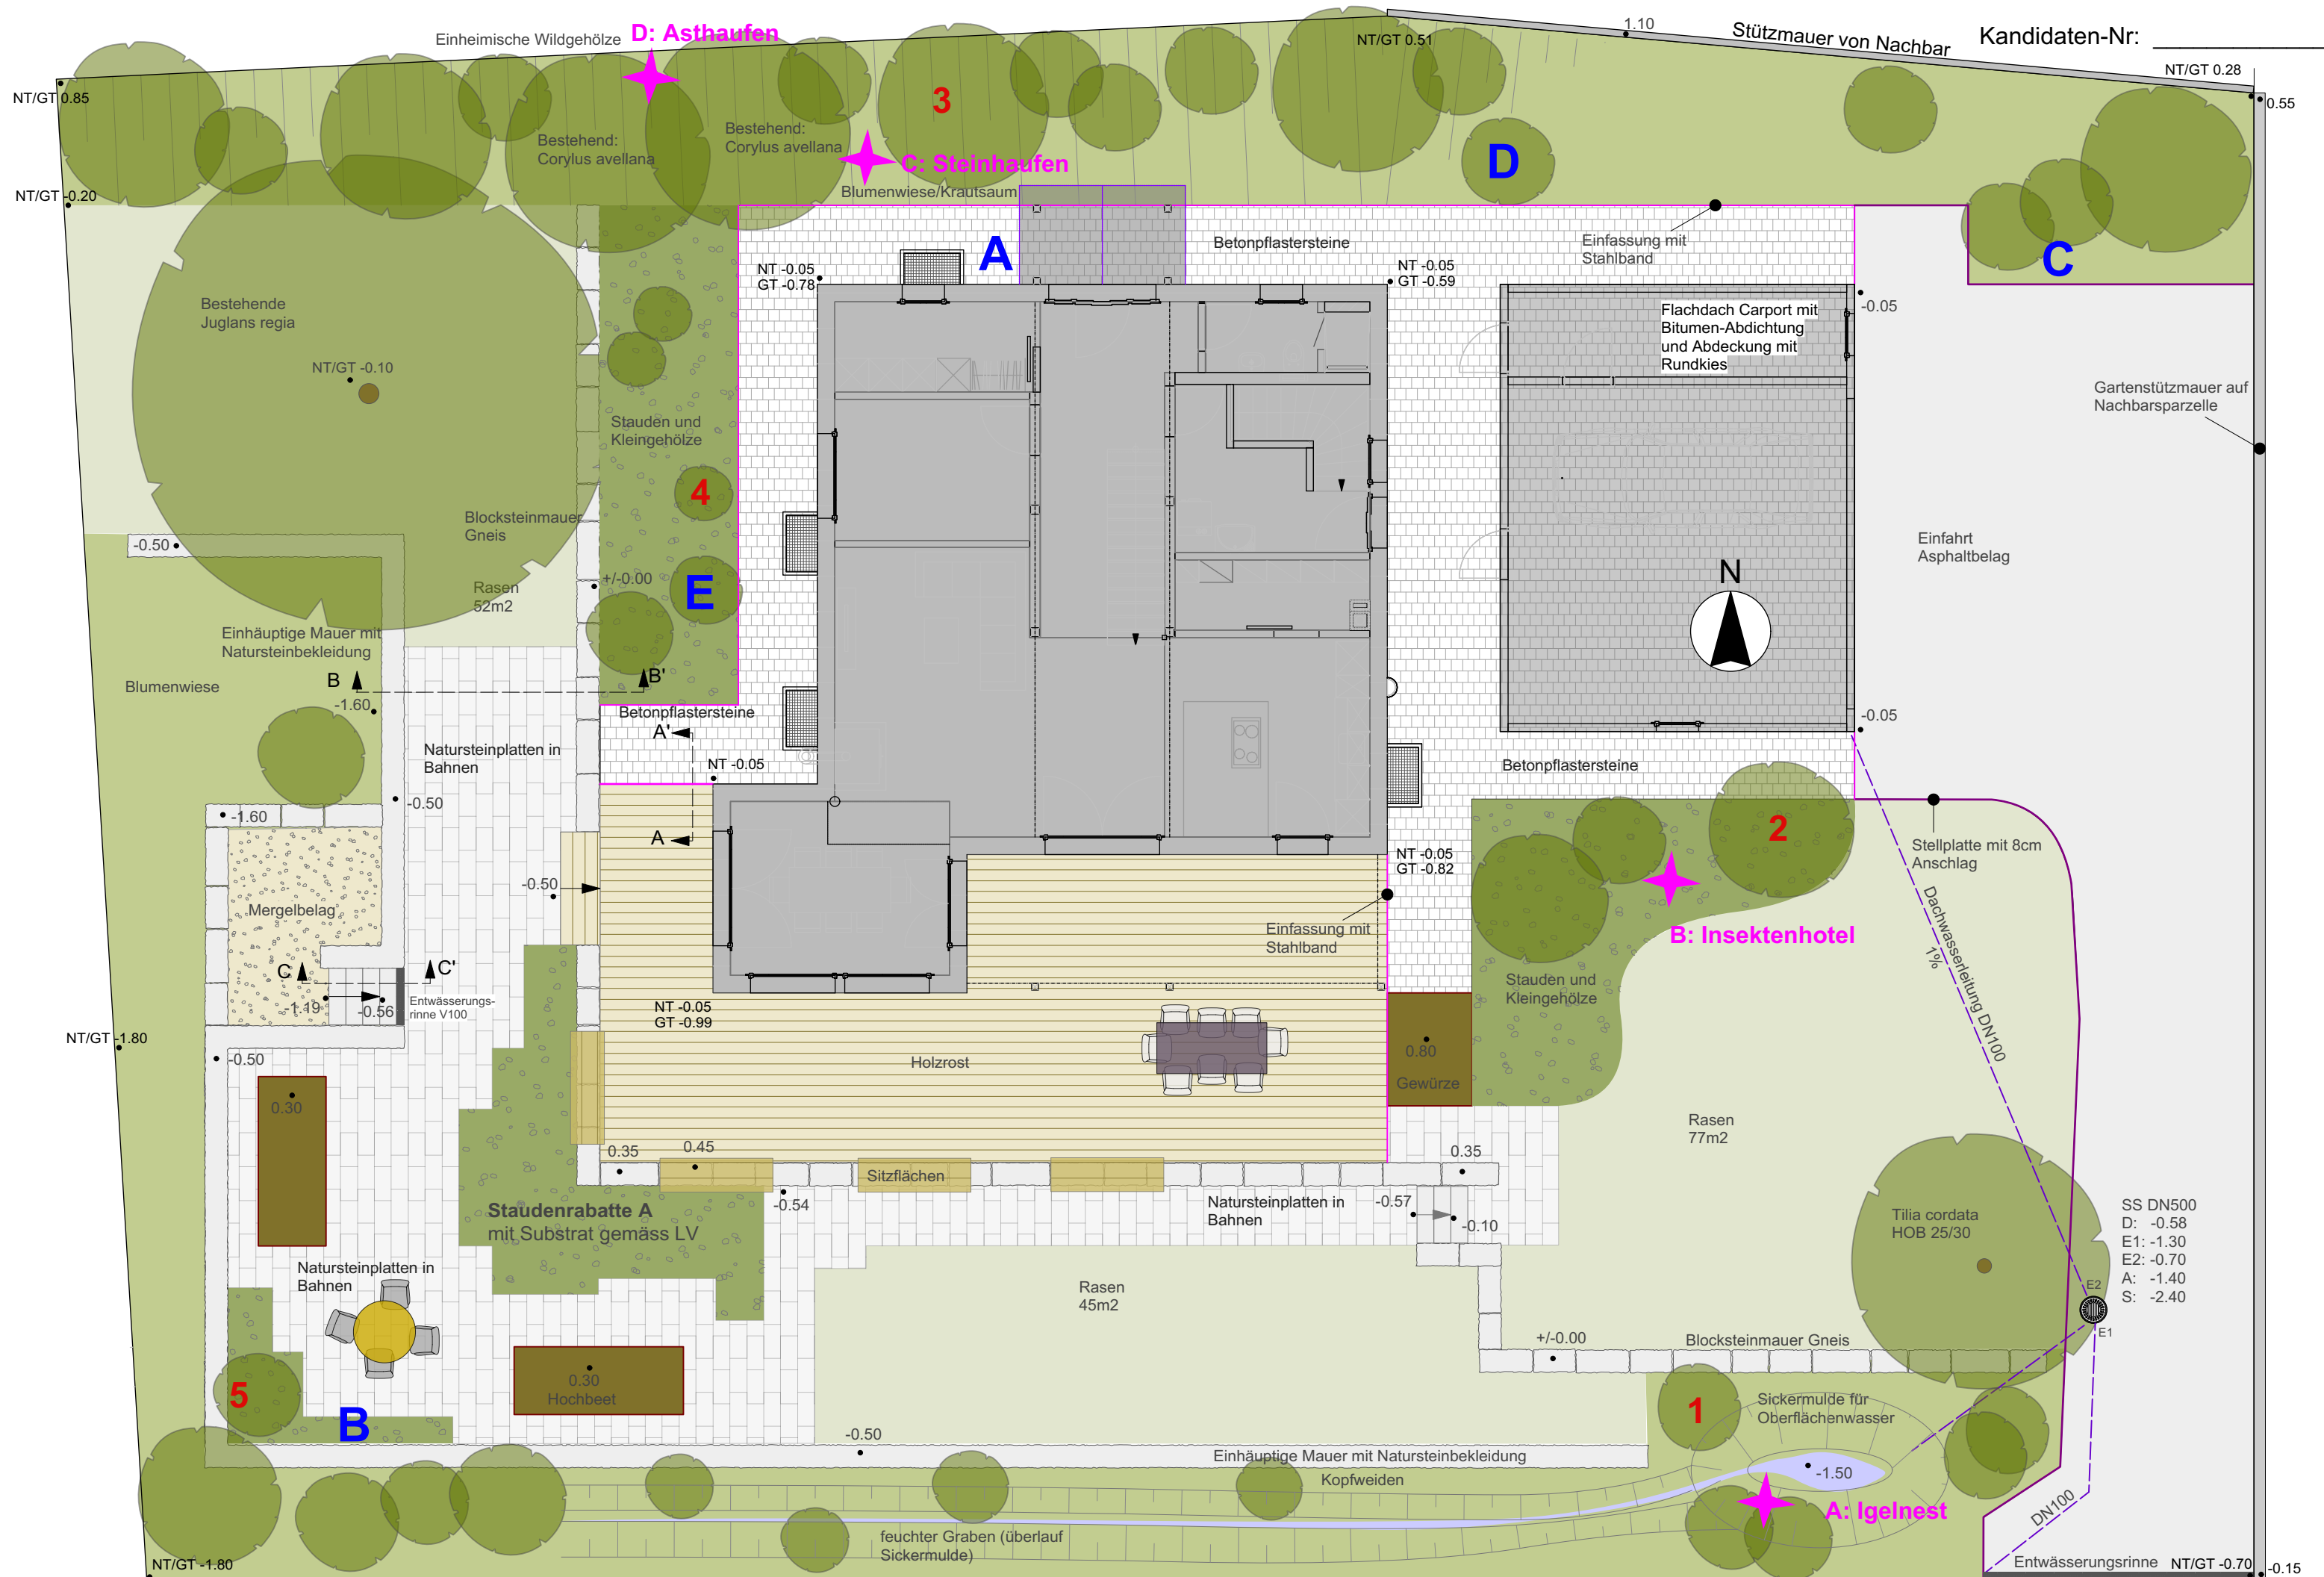 Kandidaten-Nr:
Einheimische Wildgehölze
D: Asthaufen
NT/GT 0.51
1.10
Stützmauer von Nachbar
NT/GT 0.28
0.55
NT/GT 0.85
3
Bestehend:
Corylus avellana
Bestehend:
Corylus avellana
C: Steinhaufen
D
NT/GT -0.20
Blumenwiese/Krautsaum
A
Betonpflastersteine
Einfassung mit
Stahlband
C
NT -0.05
GT -0.78
NT -0.05
GT -0.59
-0.05
Bestehende
Juglans regia
NT/GT -0.10
Flachdach Carport mit
Bitumen-Abdichtung
und Abdeckung mit
Rundkies
Gartenstützmauer auf
Nachbarsparzelle
Stauden und
Kleingehölze
4
Blocksteinmauer
Gneis
-0.50
Einfahrt
Asphaltbelag
Rasen
52m2
+/-0.00
E
N
Einhäuptige Mauer mit
Natursteinbekleidung
Blumenwiese
B
B'
-1.60
Betonpflastersteine
A'
-0.05
Natursteinplatten in
Bahnen
NT -0.05
Betonpflastersteine
-0.50
-1.60
A
2
Stellplatte mit 8cm
Anschlag
NT -0.05
GT -0.82
-0.50
Mergelbelag
Einfassung mit
Stahlband
B: Insektenhotel
Dachwasserleitung DN100
1%
C
C'
-1.19
-0.56
Entwässerungs-
rinne V100
Stauden und
Kleingehölze
NT -0.05
GT -0.99
NT/GT -1.80
-0.50
Holzrost
0.80
Gewürze
0.30
Rasen
77m2
0.35
0.45
Sitzflächen
0.35
-0.54
Natursteinplatten in
Bahnen
-0.57
-0.10
Staudenrabatte A
mit Substrat gemäss LV
Tilia cordata
HOB 25/30
SS DN500
D: -0.58
E1: -1.30
E2: -0.70
A: -1.40
S: -2.40
E2
E1
Natursteinplatten in
Bahnen
Rasen
45m2
+/-0.00
Blocksteinmauer Gneis
0.30
Hochbeet
5
B
1
Sickermulde für
Oberflächenwasser
-0.50
Einhäuptige Mauer mit Natursteinbekleidung
Kopfweiden
-1.50
A: Igelnest
DN100
feuchter Graben (überlauf
Sickermulde)
NT/GT -1.80
Entwässerungsrinne
NT/GT -0.70
-0.15